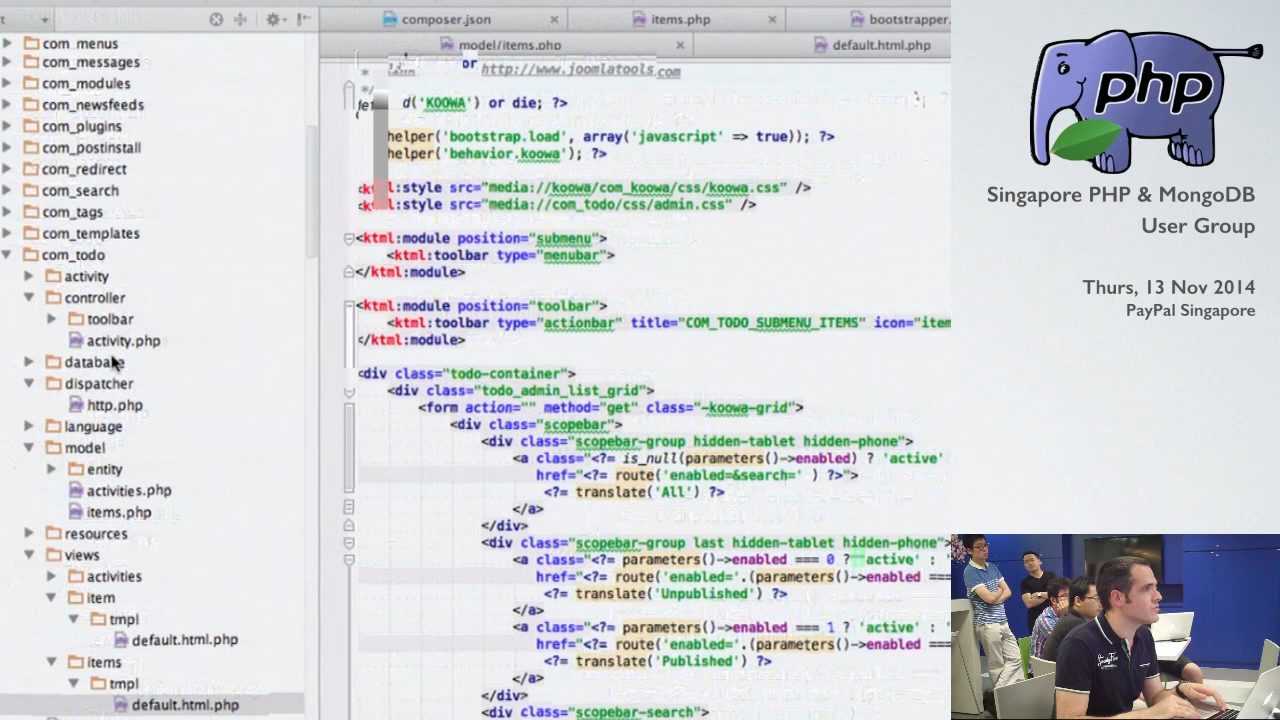 composer.json
items.php
bootstrapper.
model/items.php
default.html.php
com_menus
com_messages
com_modules
com_newsfeeds
com_plugins
com_postinstall
com_redirect
com_search
com_tags
com_templates
com_todo
activity
controller
toolbar
activity.php
database
dispatcher
http.php
language
model
entity
activities.php
items.php
resources
views
activities
item
tmpl
default.html.php
items
tmpl
default.html.php
* or http://www.joomlatools.com
*/
d('KOOWA') or die; ?>
helper('bootstrap.load', array('javascript' => true)); ?>
helper('behavior.koowa'); ?>
l:style src="media://koowa/com_koowa/css/koowa.css" />
l:style src="media://com_todo/css/admin.css" />
<ktml:module position="submenu">
<ktml:toolbar type="menubar">
</ktml:module>
<ktml:module position="toolbar">
<ktml:toolbar type="actionbar" title="COM_TODO_SUBMENU_ITEMS" icon="item
</ktml:module>
<div class="todo-container">
<div class="todo_admin_list_grid">
<form action="" method="get" class="-koowa-grid">
<div class="scopebar">
<div class="scopebar-group hidden-tablet hidden-phone">
<a class="<?= is_null(parameters()->enabled) ? 'active'
href="<?= route('enabled=&search=' ) ?>">
<?= translate('All') ?>
</a>
</div>
<div class="scopebar-group last hidden-tablet hidden-phone">
<a class="<?= parameters()->enabled === 0 ? 'active' :
href="<?= route('enabled='.(parameters()->enabled ==
<?= translate('Unpublished') ?>
</a>
<a class="<?= parameters()->enabled === 1 ? 'active' :
href="<?= route('enabled='.(parameters()->enabled ==
<?= translate('Published') ?>
</a>
</div>
<div class="scopebar-search">
php
Singapore PHP & MongoDB
User Group
Thurs, 13 Nov 2014
PayPal Singapore